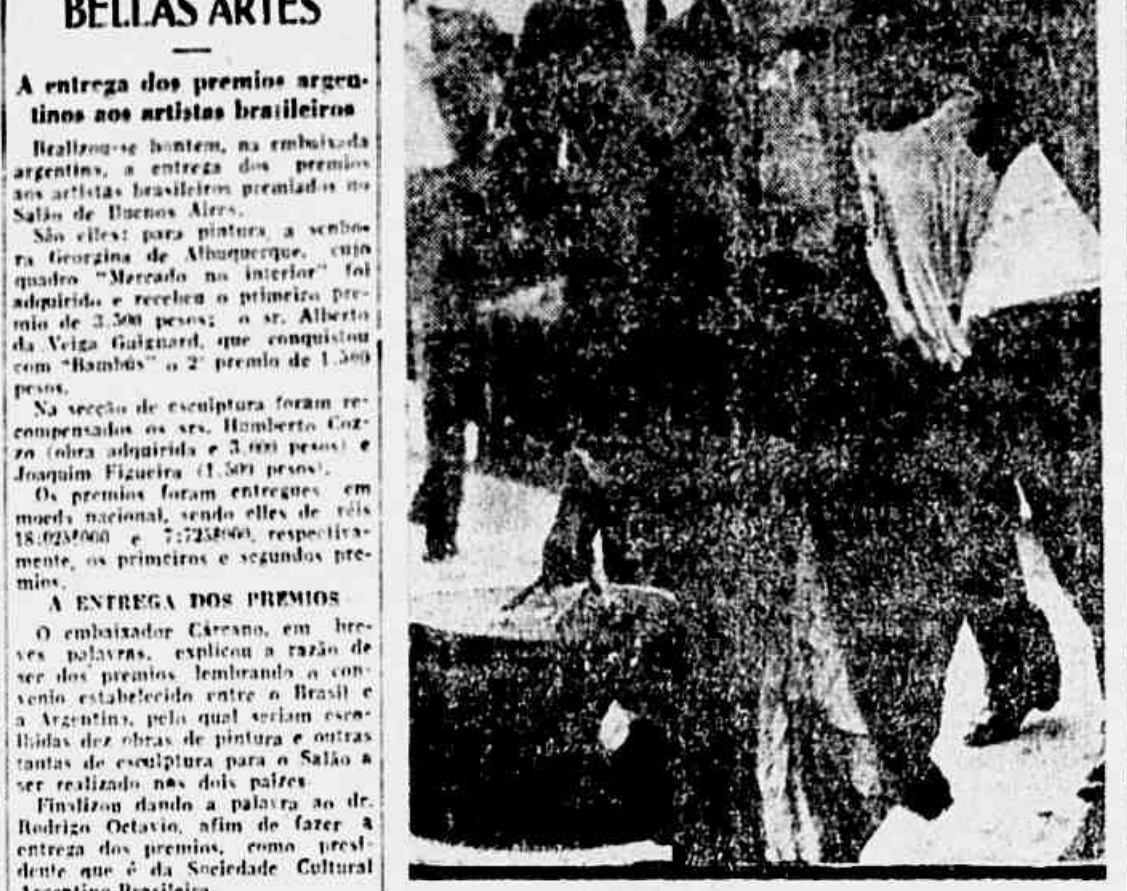 BELLAS ARTES
A entrega dos premios argen-
tinos aos artistas brasileiros
Realizou-se hontem, na embaixada
argentina, a entrega dos premios
aos artistas brasileiros premiados no
Salão de Buenos Aires.
São elles: para pintura, a senho-
ra Georgina de Albuquerque, cujo
quadro "Mercado no interior" foi
adquirido e recebeu o primeiro pre-
mio de 3.500 pesos; o sr. Alberto
da Veiga Guignard, que conquistou
com "Bambús" o 2º premio de 1.500
pesos.
Na secção de esculptura foram re-
compensados os srs. Humberto Coz-
zo (obra adquirida e 3.000 pesos) e
Joaquim Figueira (1.500 pesos).
Os premios foram entregues em
moeda nacional, sendo elles de réis
e respectiva-
mente, os primeiros e segundos pre-
mios.
A ENTREGA DOS PREMIOS
O embaixador Cárcano, em bre-
ves palavras, explicou a razão de
ser dos premios lembrando o con-
venio estabelecido entre o Brasil e
a Argentina, pelo qual seriam esco-
lhidas dez obras de pintura e outras
tantas de esculptura para o Salão a
ser realizado nos dois paizes.
Finalizou dando a palavra ao dr.
Rodrigo Octavio, afim de fazer a
entrega dos premios, como presi-
dente que é da Sociedade Cultural
Argentino Brasileira.